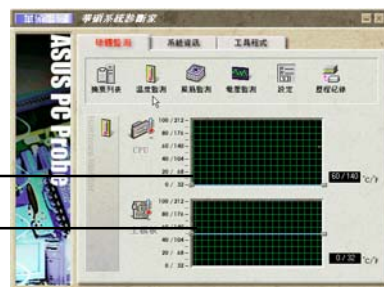 華碩系統診斷家
ASUS PC Probe
硬體監測 系統資訊 工具程式
摘要列表 溫度監測 風扇監測 電壓監測 設定 歷程紀錄
CPU
100 / 212
80 / 176
60 / 140
40 / 104
20 / 68
0 / 32
60/140 °C/F
主機板
100 / 212
80 / 176
40 / 104
20 / 68
0 / 32
0/32 °C/F